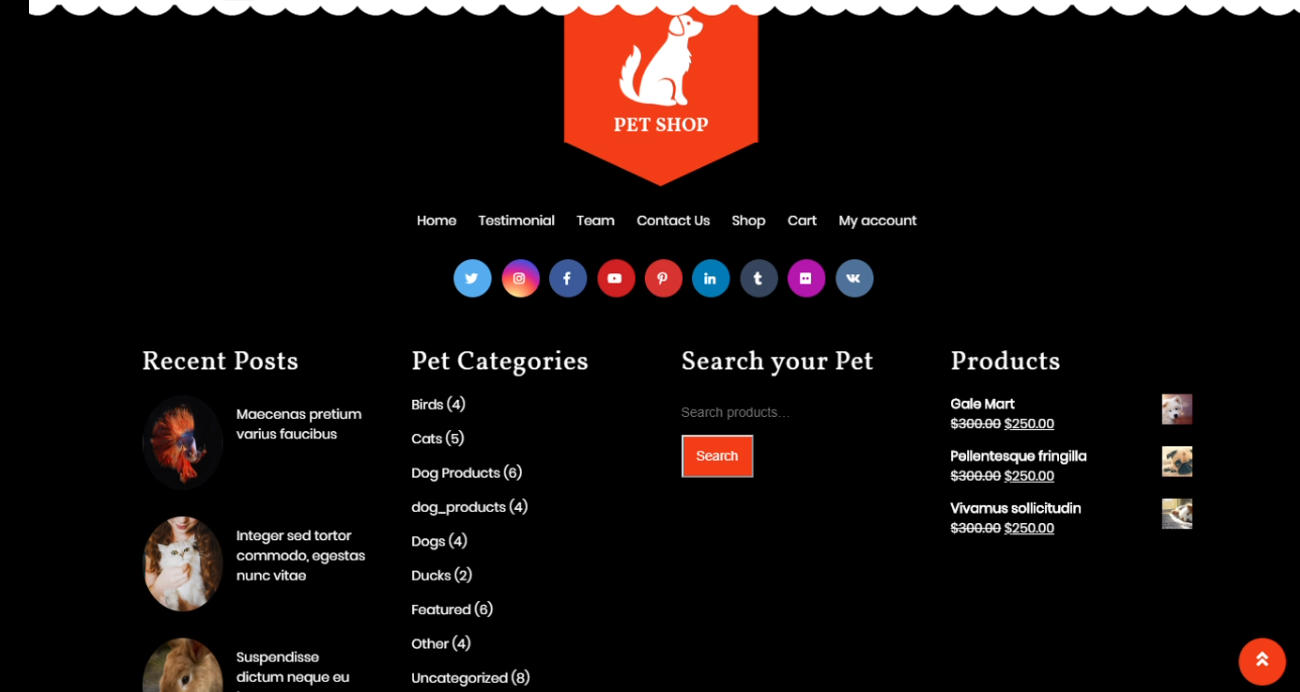 PET SHOP
Home Testimonial Team Contact Us Shop Cart My account
Recent Posts
Maecenas pretium
varius faucibus
Integer sed tortor
commodo, egestas
nunc vitae
Suspendisse
dictum neque eu
Pet Categories
Birds (4)
Cats (5)
Dog Products (6)
dog_products (4)
Dogs (4)
Ducks (2)
Featured (6)
Other (4)
Uncategorized (8)
Search your Pet
Search products...
Search
Products
Gale Mart
$300.00 $250.00
Pellentesque fringilla
$300.00 $250.00
Vivamus sollicitudin
$300.00 $250.00